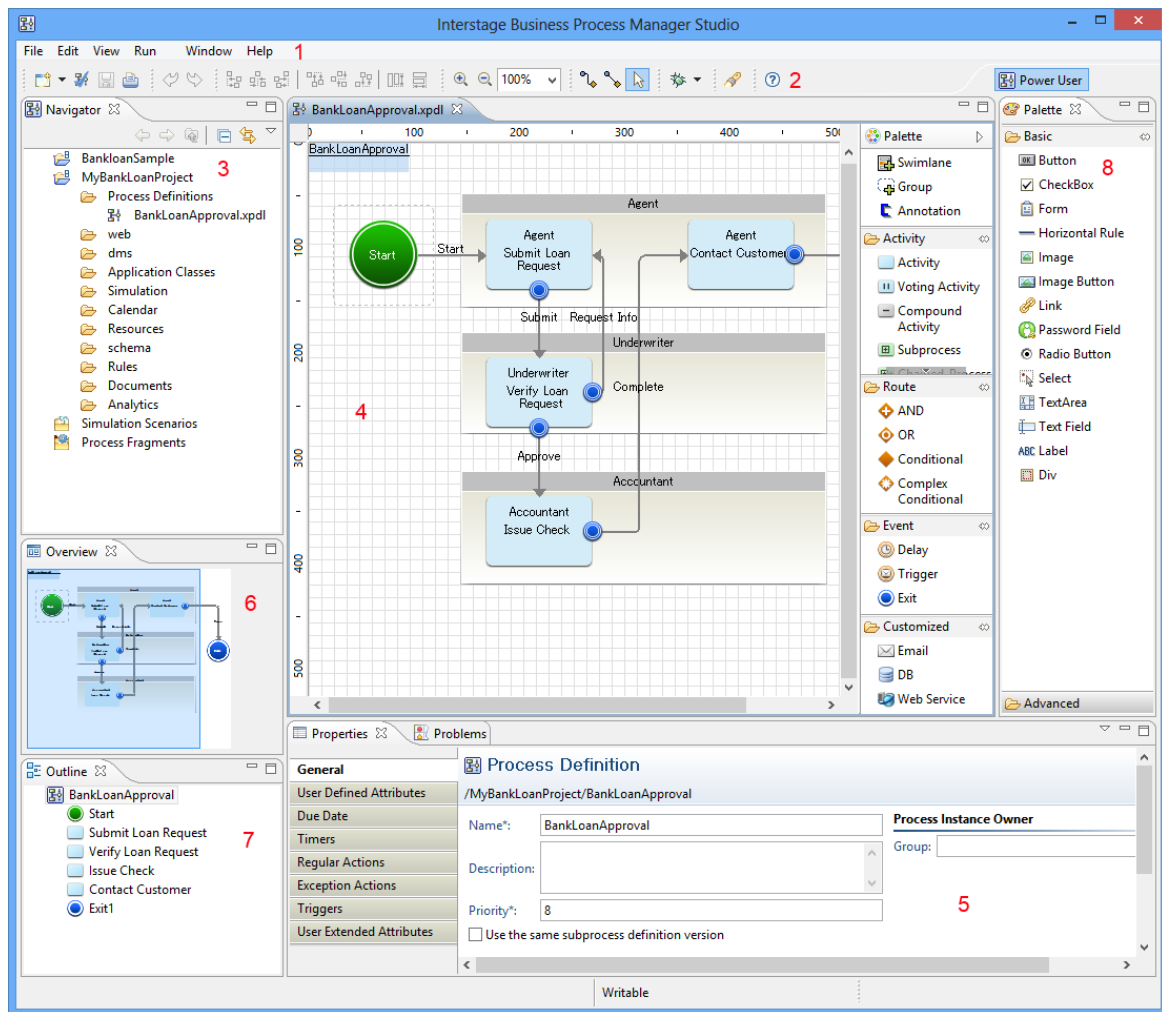 Interstage Business Process Manager Studio
File Edit View Run Window Help 1
100% 2 Power User
Navigator
3
BankloanSample
MyBankLoanProject
Process Definitions
BankLoanApproval.xpdl
web
dms
Application Classes
Simulation
Calendar
Resources
schema
Rules
Documents
Analytics
Simulation Scenarios
Process Fragments
BankLoanApproval.xpdl
0 100 200 300 400 500
BankLoanApproval
100
200
300
400
500
Agent
Start
Start
Agent
Submit Loan
Request
Agent
Contact Customer
Submit Request Info
Underwriter
Underwriter
Verify Loan
Request
Complete
4
Approve
Accountant
Accountant
Issue Check
Palette
Swimlane
Group
Annotation
Activity
Activity
Voting Activity
Compound
Activity
Subprocess
Route
AND
OR
Conditional
Complex
Conditional
Event
Delay
Trigger
Exit
Customized
Email
DB
Web Service
Palette
Basic
8
OK Button
CheckBox
Form
Horizontal Rule
Image
Image Button
Link
Password Field
Radio Button
Select
TextArea
Text Field
ABC Label
Div
Advanced
Overview
6
Outline
BankLoanApproval
Start
Submit Loan Request
Verify Loan Request
Issue Check
Contact Customer
Exit1
7
Properties Problems
General
User Defined Attributes
Due Date
Timers
Regular Actions
Exception Actions
Triggers
User Extended Attributes
Process Definition
/MyBankLoanProject/BankLoanApproval
Name*: BankLoanApproval
Description:
Priority*: 8
Use the same subprocess definition version
Process Instance Owner
Group:
5
Writable